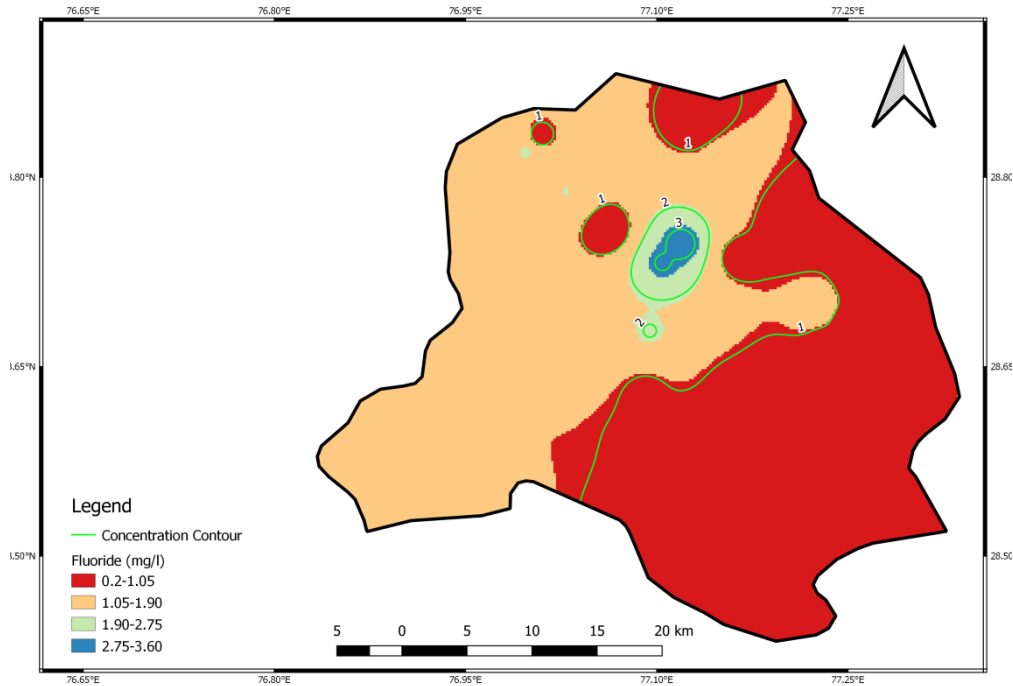 76.65°E 76.80°E 76.95°E 77.10°E 77.25°E
1
1
3.80°N 28.80
1 2
3
2
1
3.65°N 28.65
Legend
Concentration Contour
Fluoride (mg/l)
3.50°N 28.50
0.2-1.05
1.05-1.90
1.90-2.75
2.75-3.60
5 0 5 10 15 20 km
76.65°E 76.80°E 76.95°E 77.10°E 77.25°E